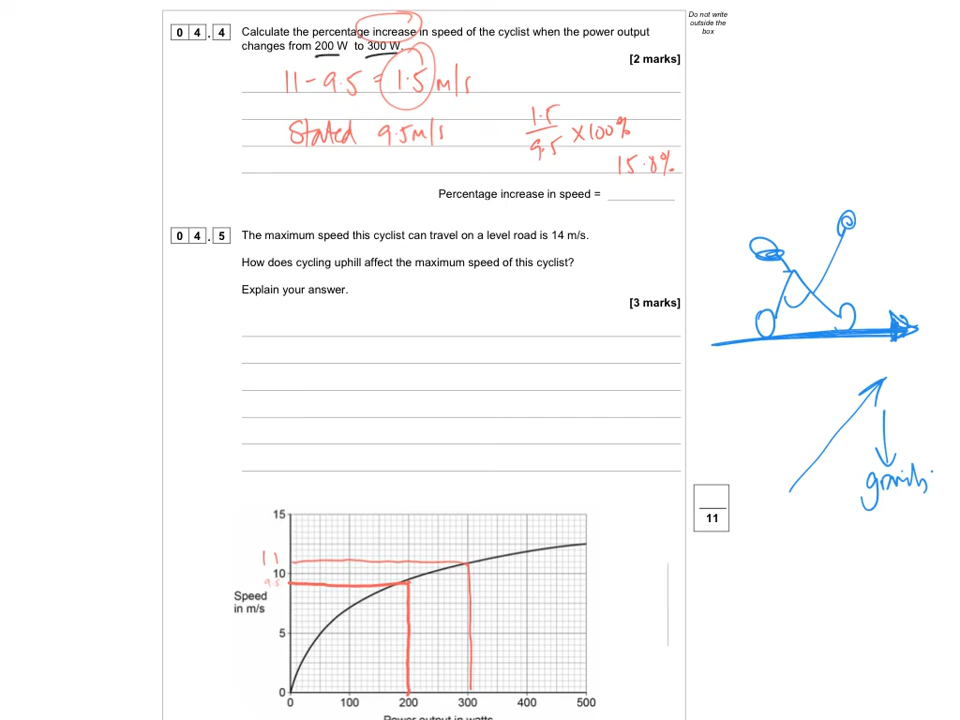 Do not write
outside the
box
0 4 . 4 Calculate the percentage increase in speed of the cyclist when the power output
changes from 200 W to 300 W.
[2 marks]
11 - 9.5 = 1.5 m/s
Stated 9.5 m/s
1.5
9.5
× 100%
15.8%
Percentage increase in speed =
0 4 . 5 The maximum speed this cyclist can travel on a level road is 14 m/s.
How does cycling uphill affect the maximum speed of this cyclist?
Explain your answer.
[3 marks]
gravity
11
15
11
10
9.5
Speed
in m/s
5
0
0 100 200 300 400 500
Power output in watts